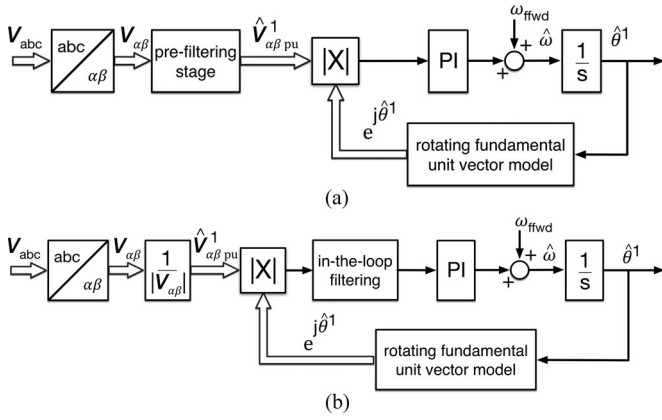 V_abc
abc
αβ
V_αβ
pre-filtering
stage
V̂¹_αβ pu
|X|
PI
ω_ffwd
+
+
ω̂
1
s
θ̂¹
e^jθ̂¹
rotating fundamental
unit vector model
(a)
V_abc
abc
αβ
V_αβ
1
|V_αβ|
V̂¹_αβ pu
|X|
in-the-loop
filtering
PI
ω_ffwd
+
+
ω̂
1
s
θ̂¹
e^jθ̂¹
rotating fundamental
unit vector model
(b)